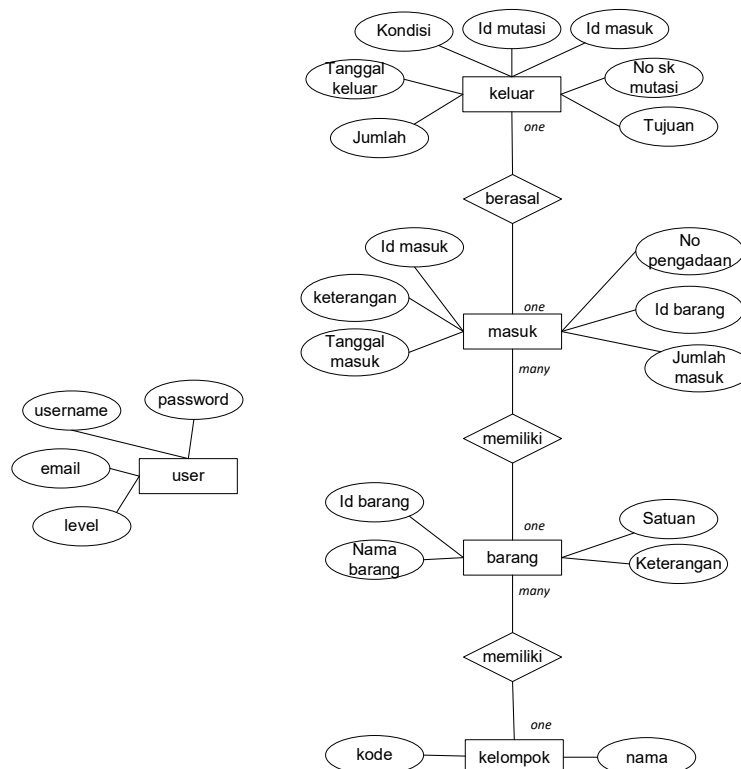 Kondisi
Id mutasi
Id masuk
Tanggal
keluar
keluar
No sk
mutasi
Jumlah
Tujuan
one
berasal
Id masuk
No
pengadaan
keterangan
one
Id barang
masuk
Tanggal
masuk
Jumlah
masuk
many
username
password
memiliki
email
user
level
Id barang
one
Satuan
Nama
barang
barang
Keterangan
many
memiliki
one
kode
kelompok
nama